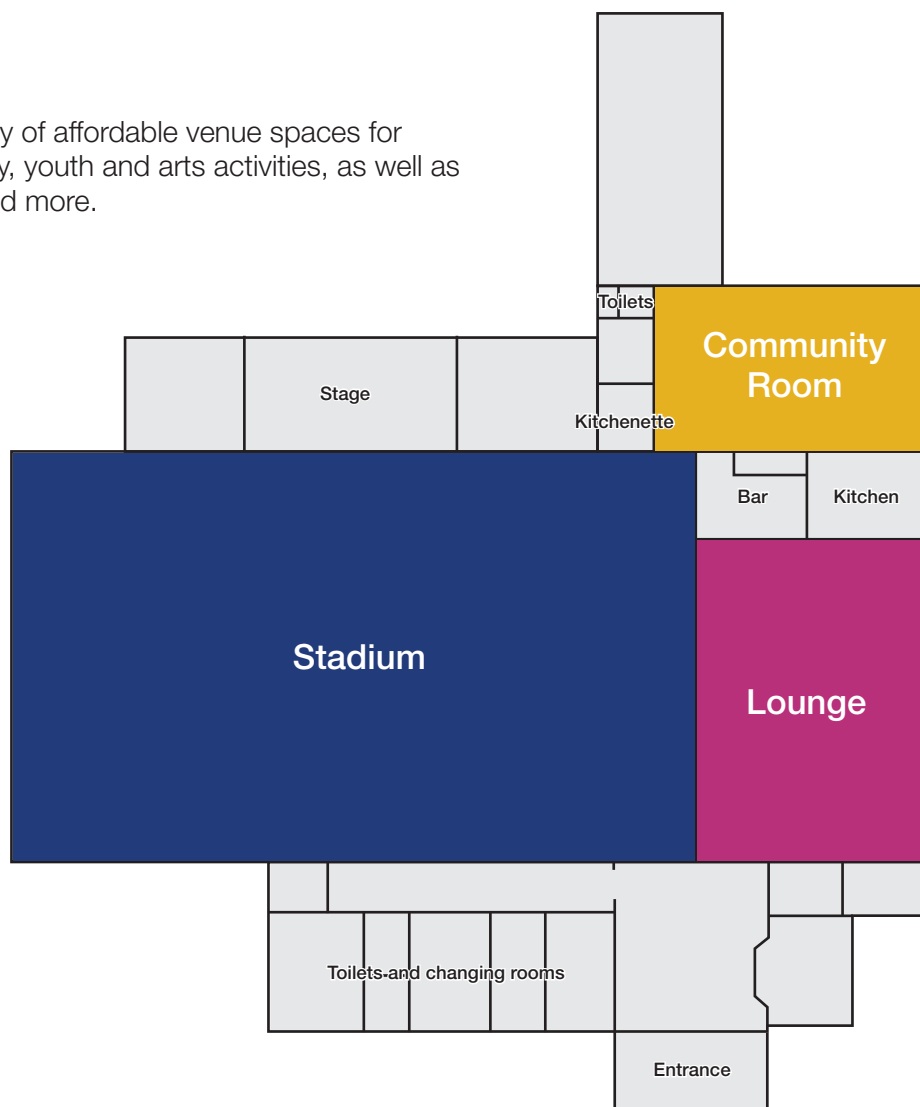 y of affordable venue spaces for
y, youth and arts activities, as well as
d more.
Toilets
Community
Room
Stage
Kitchenette
Bar
Kitchen
Stadium
Lounge
Toilets and changing rooms
Entrance